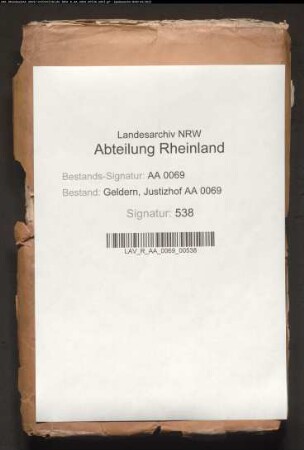 Landesarchiv NRW
Abteilung Rheinland
Bestands-Signatur: AA 0069
Bestand: Geldern, Justizhof AA 0069
Signatur: 538
LAV_R_AA_0069_00538